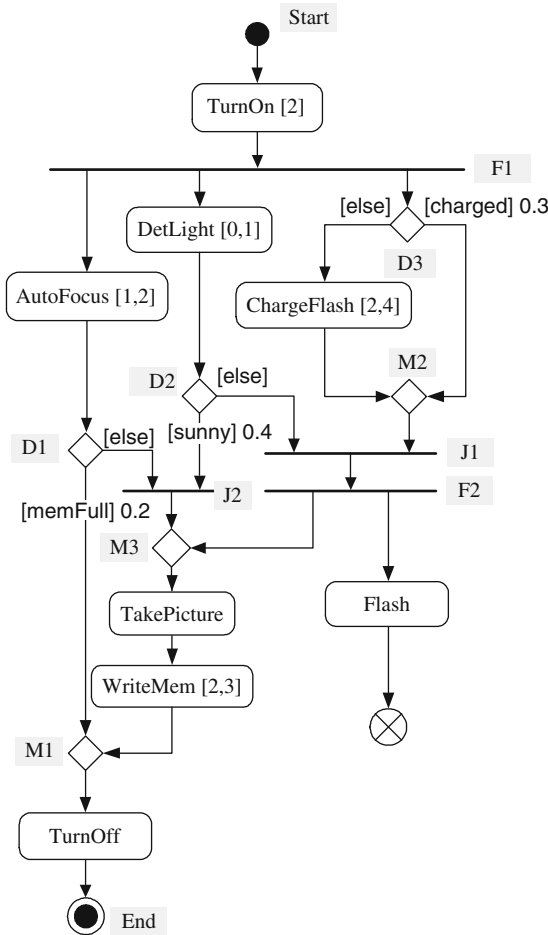 Start
TurnOn [2]
F1
[else] [charged] 0.3
DetLight [0,1]
D3
AutoFocus [1,2]
ChargeFlash [2,4]
M2
D2 [else]
[sunny] 0.4
D1 [else]
J1
[memFull] 0.2
J2
F2
M3
TakePicture
Flash
WriteMem [2,3]
M1
TurnOff
End